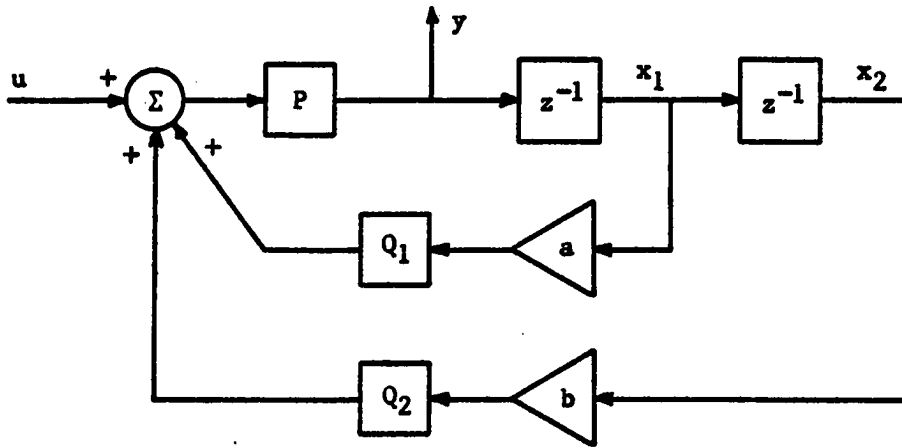 y
u + Σ P z⁻¹ x₁ z⁻¹ x₂
+ +
Q₁ a
Q₂ b